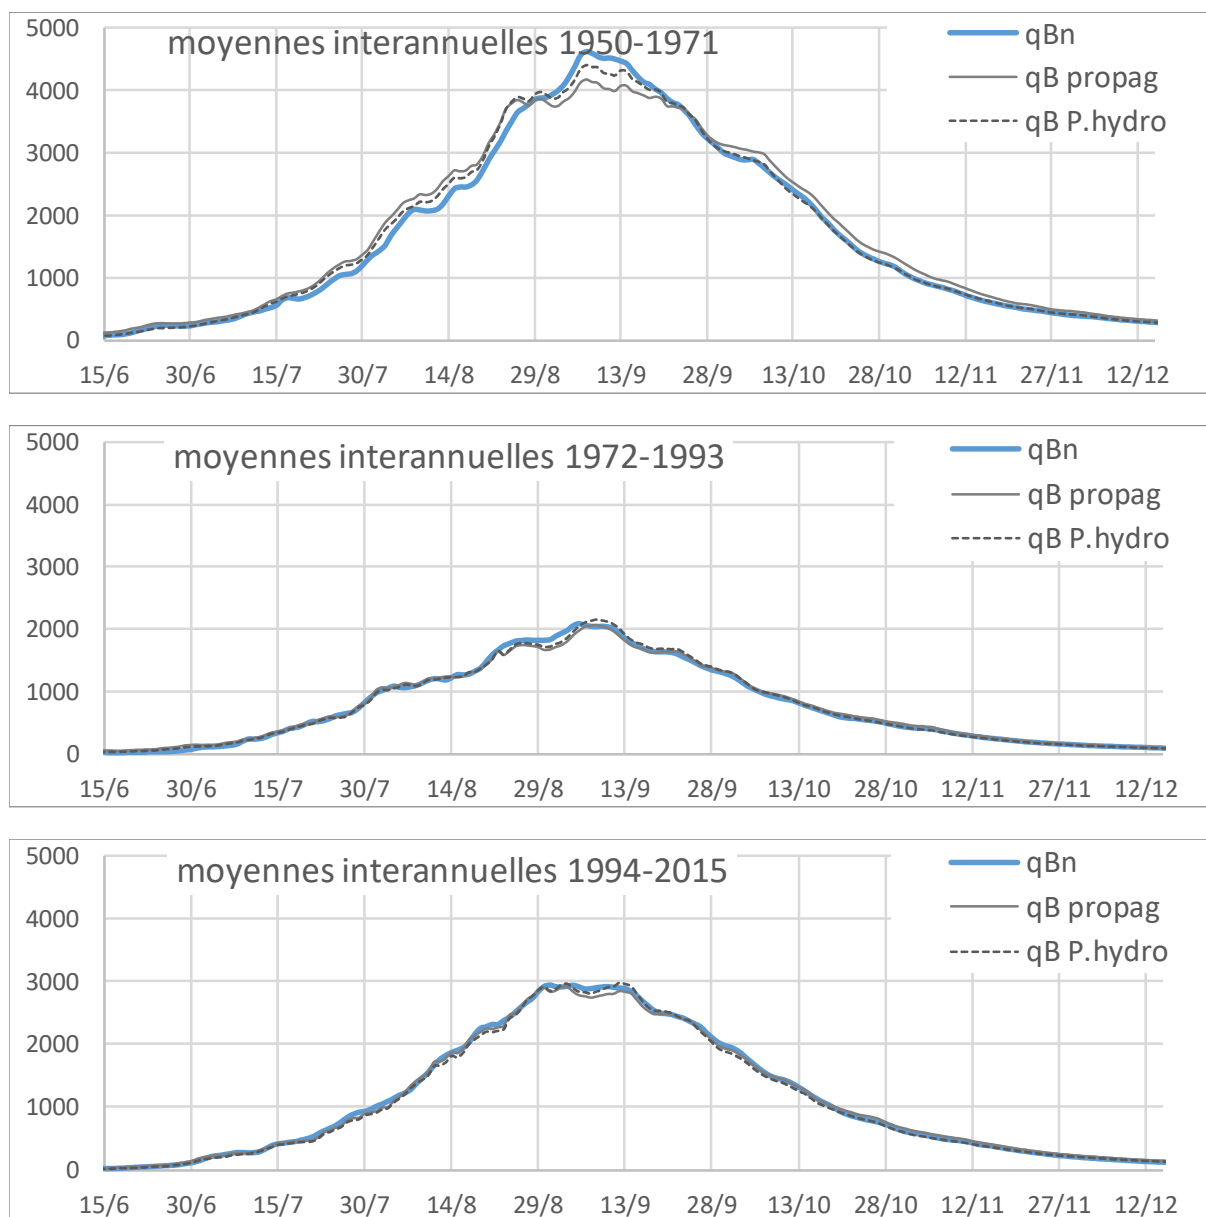 moyennes interannuelles 1950-1971
qBn
qB propag
qB P.hydro
5000
4000
3000
2000
1000
0
15/6 30/6 15/7 30/7 14/8 29/8 13/9 28/9 13/10 28/10 12/11 27/11 12/12
moyennes interannuelles 1972-1993
qBn
qB propag
qB P.hydro
5000
4000
3000
2000
1000
0
15/6 30/6 15/7 30/7 14/8 29/8 13/9 28/9 13/10 28/10 12/11 27/11 12/12
moyennes interannuelles 1994-2015
qBn
qB propag
qB P.hydro
5000
4000
3000
2000
1000
0
15/6 30/6 15/7 30/7 14/8 29/8 13/9 28/9 13/10 28/10 12/11 27/11 12/12